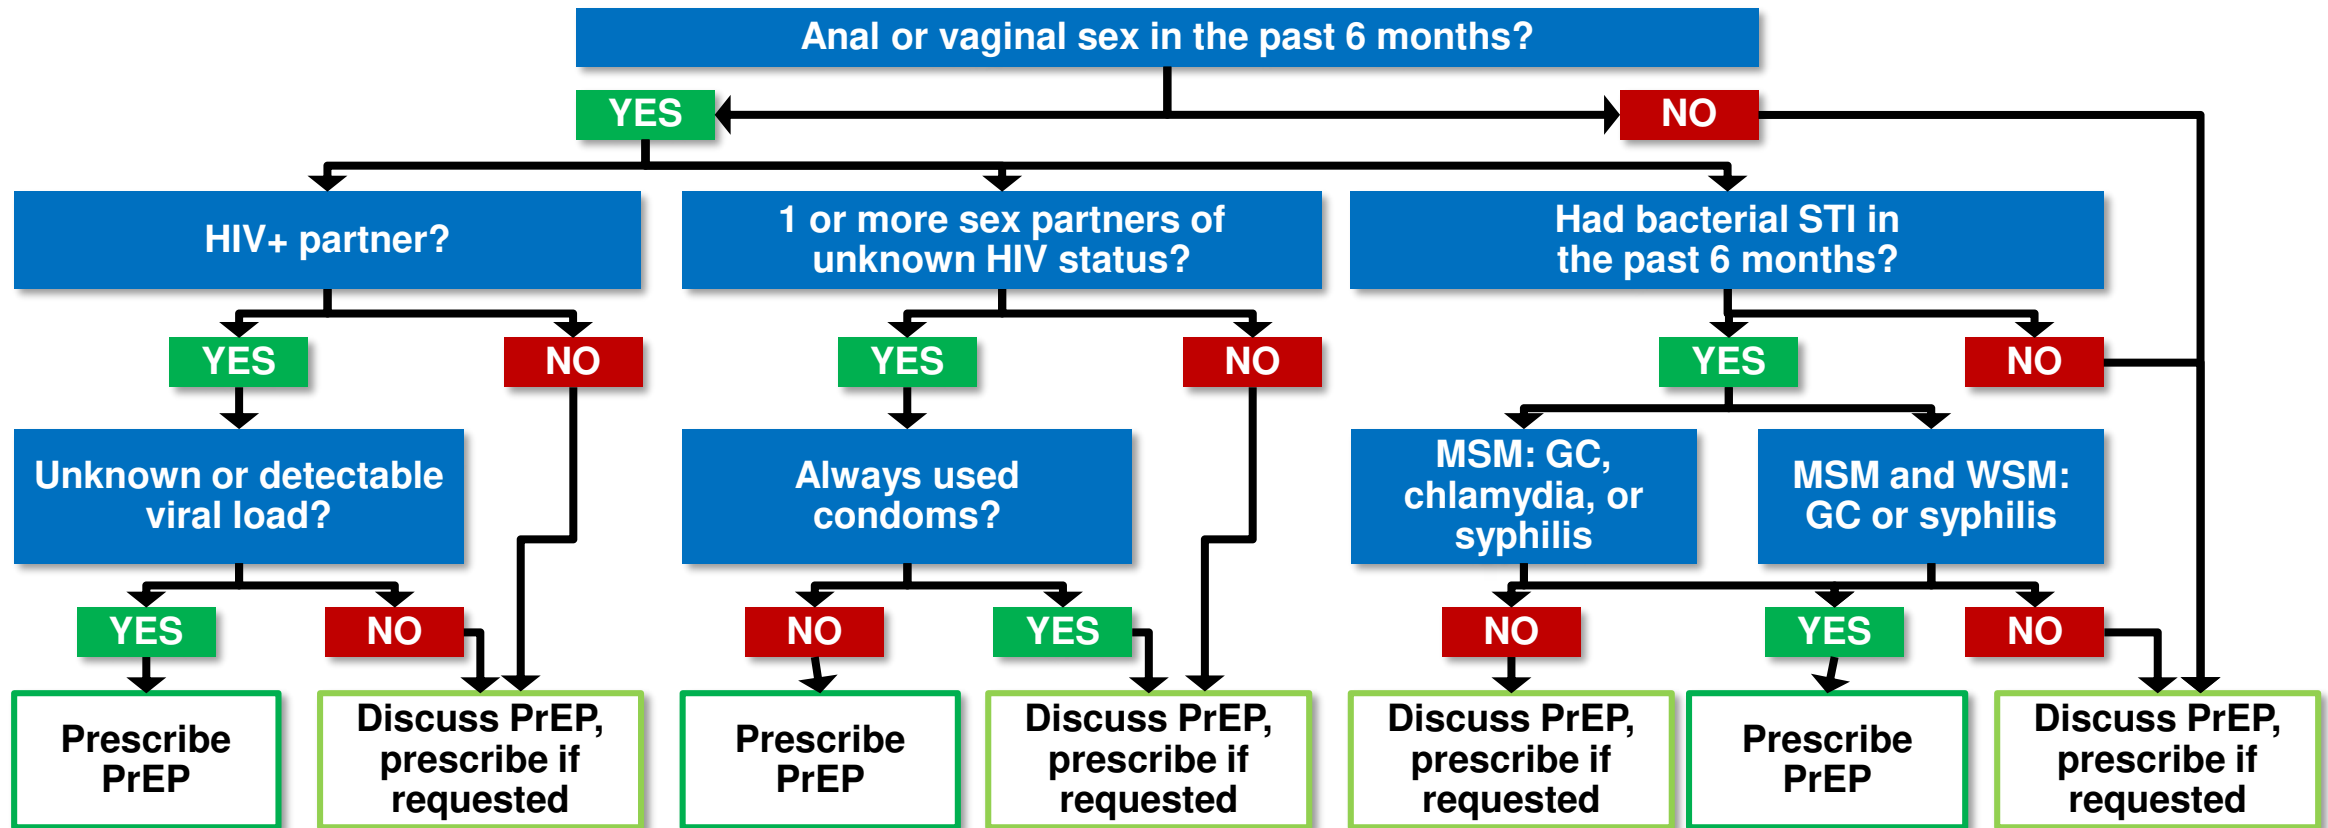 Anal or vaginal sex in the past 6 months?
YES
NO
HIV+ partner?
1 or more sex partners of
unknown HIV status?
Had bacterial STI in
the past 6 months?
YES
NO
YES
NO
YES
NO
Unknown or detectable
viral load?
Always used
condoms?
MSM: GC,
chlamydia, or
syphilis
MSM and WSM:
GC or syphilis
YES
NO
NO
YES
NO
YES
NO
Prescribe
PrEP
Discuss PrEP,
prescribe if
requested
Prescribe
PrEP
Discuss PrEP,
prescribe if
requested
Discuss PrEP,
prescribe if
requested
Prescribe
PrEP
Discuss PrEP,
prescribe if
requested